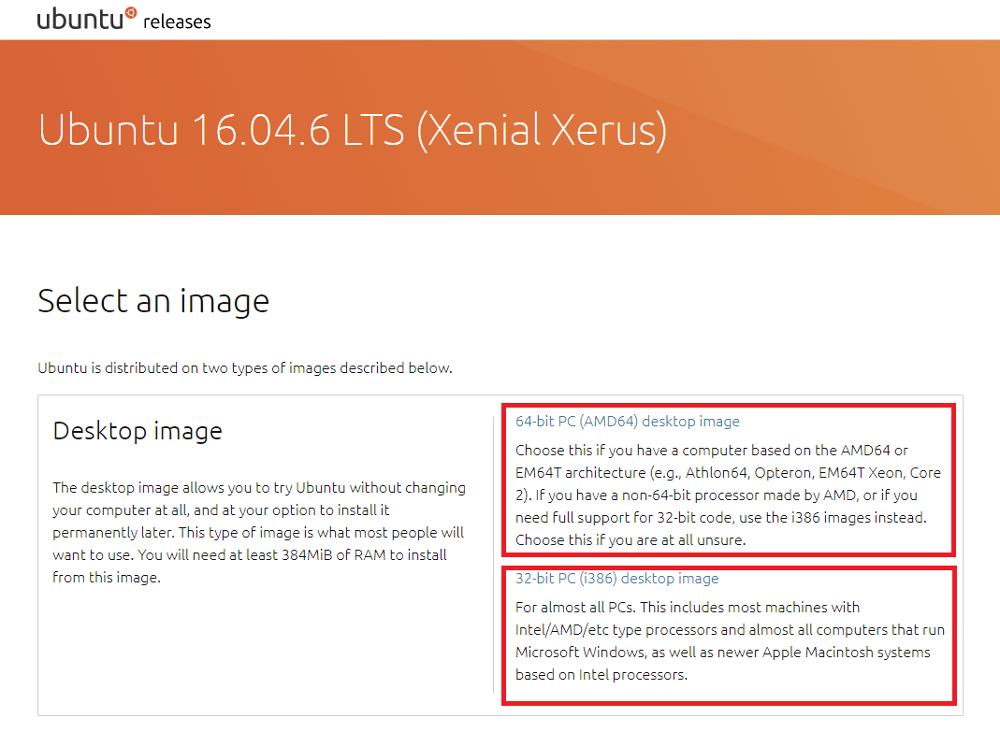 ubuntu releases
Ubuntu 16.04.6 LTS (Xenial Xerus)
Select an image
Ubuntu is distributed on two types of images described below.
Desktop image
The desktop image allows you to try Ubuntu without changing
your computer at all, and at your option to install it
permanently later. This type of image is what most people will
want to use. You will need at least 384MiB of RAM to install
from this image.
64-bit PC (AMD64) desktop image
Choose this if you have a computer based on the AMD64 or
EM64T architecture (e.g., Athlon64, Opteron, EM64T Xeon, Core
2). If you have a non-64-bit processor made by AMD, or if you
need full support for 32-bit code, use the i386 images instead.
Choose this if you are at all unsure.
32-bit PC (i386) desktop image
For almost all PCs. This includes most machines with
Intel/AMD/etc type processors and almost all computers that run
Microsoft Windows, as well as newer Apple Macintosh systems
based on Intel processors.